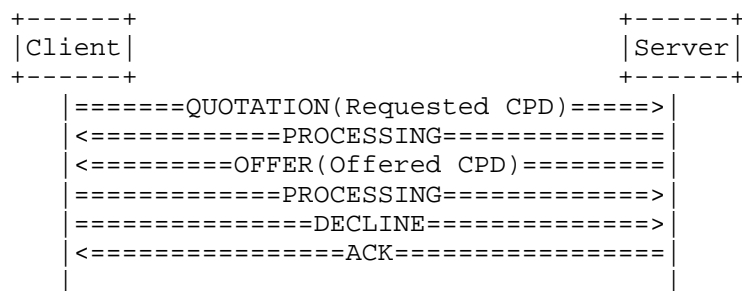 +------+                           +------+
|Client|                           |Server|
+------+                           +------+
   |=======QUOTATION(Requested CPD)=====>|
   |<============PROCESSING==============|
   |<=========OFFER(Offered CPD)=========|
   |=============PROCESSING=============>|
   |===============DECLINE==============>|
   |<================ACK=================|
   |                                     |